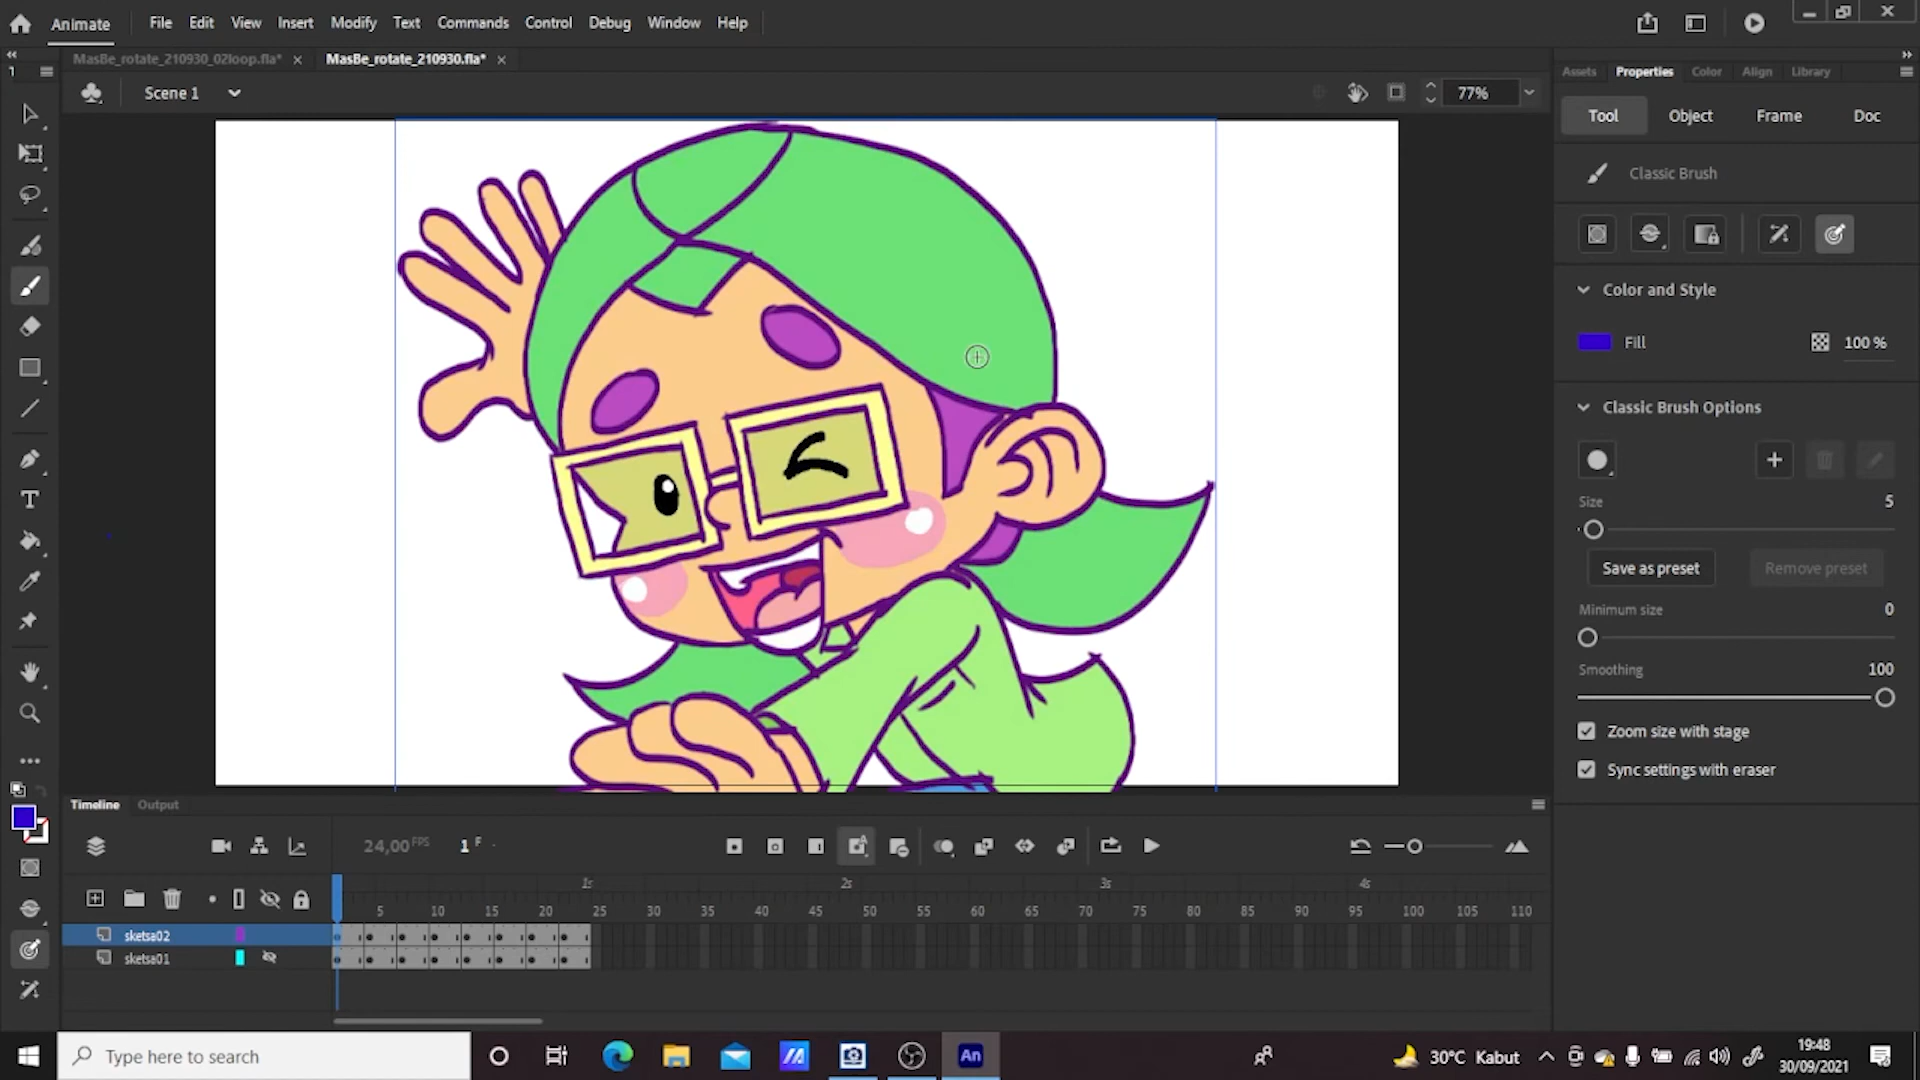 Animate File Edit View Insert Modify Text Commands Control Debug Window Help
MasBe_rotate_210930_02loop.fla* × MasBe_rotate_210930.fla* ×
1
Assets Properties Color Align Library
Scene 1
77%
Tool Object Frame Doc
Classic Brush
Color and Style
Fill
100 %
Classic Brush Options
Size 5
Save as preset Remove preset
Minimum size 0
Smoothing 100
Zoom size with stage
Sync settings with eraser
Timeline Output
24,00 FPS 1 F
1s 2s 3s 4s
5 10 15 20 25 30 35 40 45 50 55 60 65 70 75 80 85 90 95 100 105 110
sketsa02
sketsa01
Type here to search
An
30°C Kabut
19:48
30/09/2021